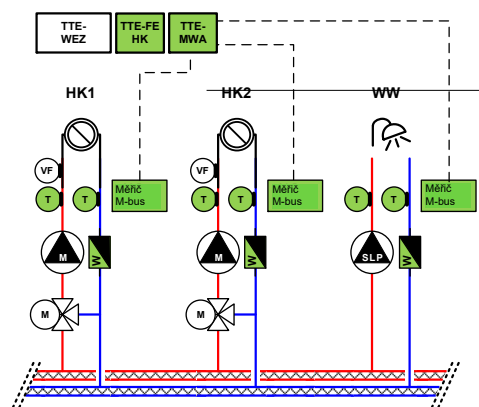 TTE-
WEZ
TTE-FE
HK
TTE-
MWA
HK1
HK2
WW
VF
VF
T
T
Měřič
M-bus
T
T
Měřič
M-bus
T
T
Měřič
M-bus
M
W
M
W
SLP
W
M
M